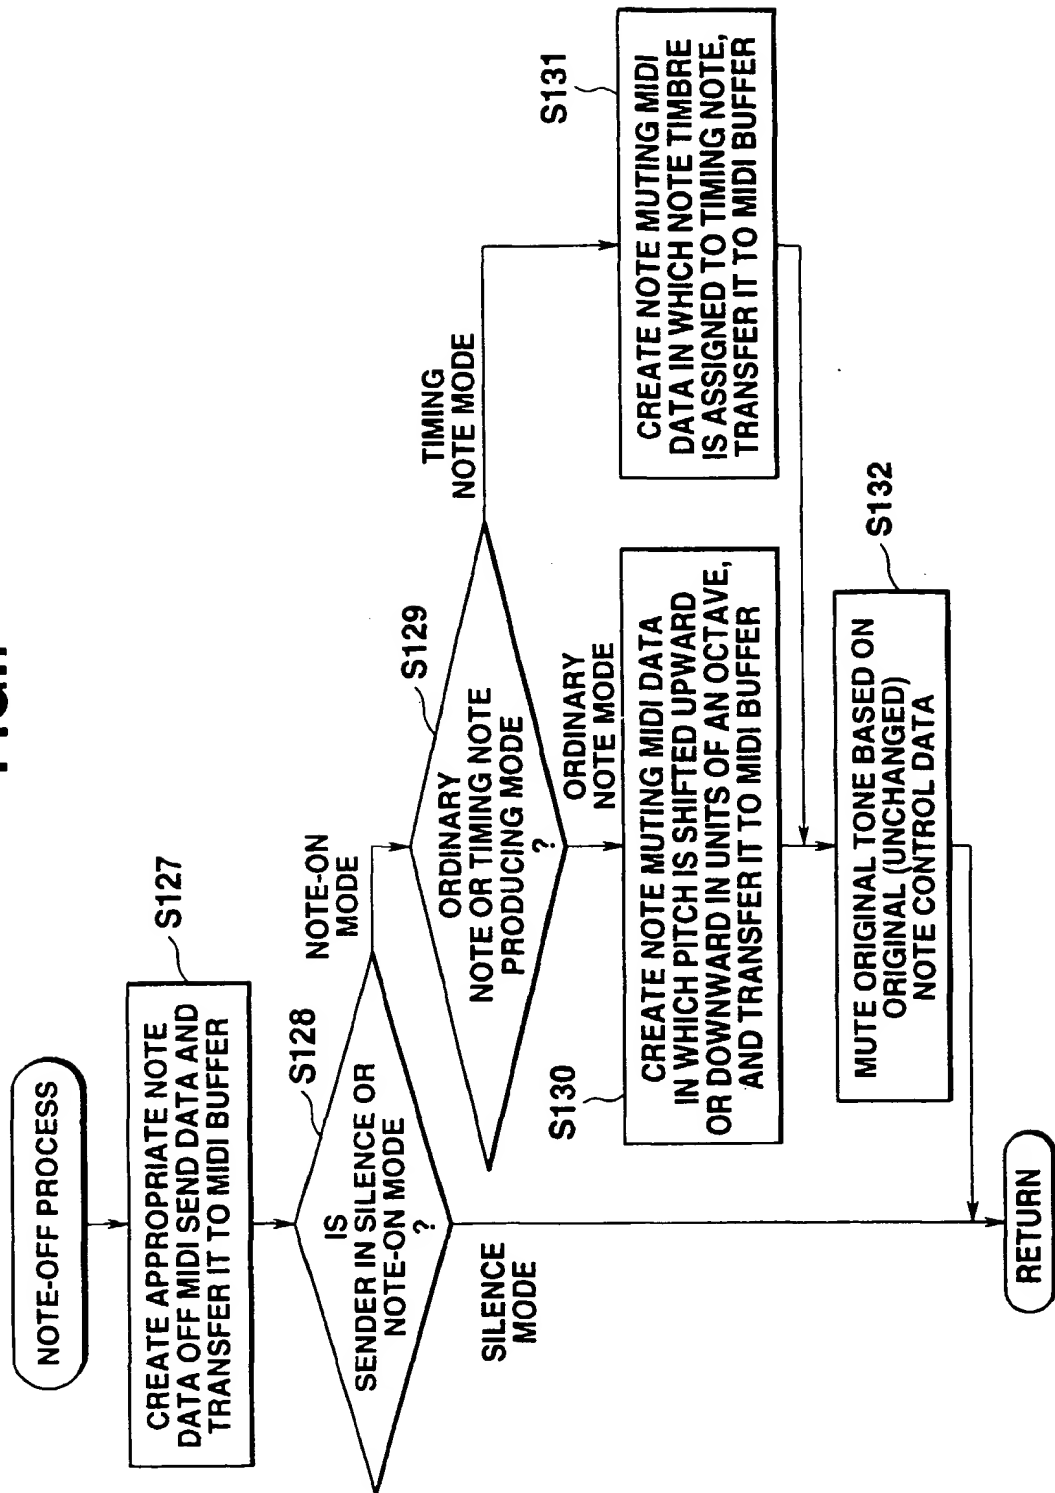 NOTE-OFF PROCESS
CREATE APPROPRIATE NOTE
DATA OFF MIDI SEND DATA AND
TRANSFER IT TO MIDI BUFFER
S127
IS
SENDER IN SILENCE OR
NOTE-ON MODE
?
S128
NOTE-ON
MODE
SILENCE
MODE
ORDINARY
NOTE OR TIMING NOTE
PRODUCING MODE
?
S129
TIMING
NOTE MODE
ORDINARY
NOTE MODE
S130
CREATE NOTE MUTING MIDI DATA
IN WHICH PITCH IS SHIFTED UPWARD
OR DOWNWARD IN UNITS OF AN OCTAVE,
AND TRANSFER IT TO MIDI BUFFER
S131
CREATE NOTE MUTING MIDI
DATA IN WHICH NOTE TIMBRE
IS ASSIGNED TO TIMING NOTE,
TRANSFER IT TO MIDI BUFFER
S132
MUTE ORIGINAL TONE BASED ON
ORIGINAL (UNCHANGED)
NOTE CONTROL DATA
RETURN